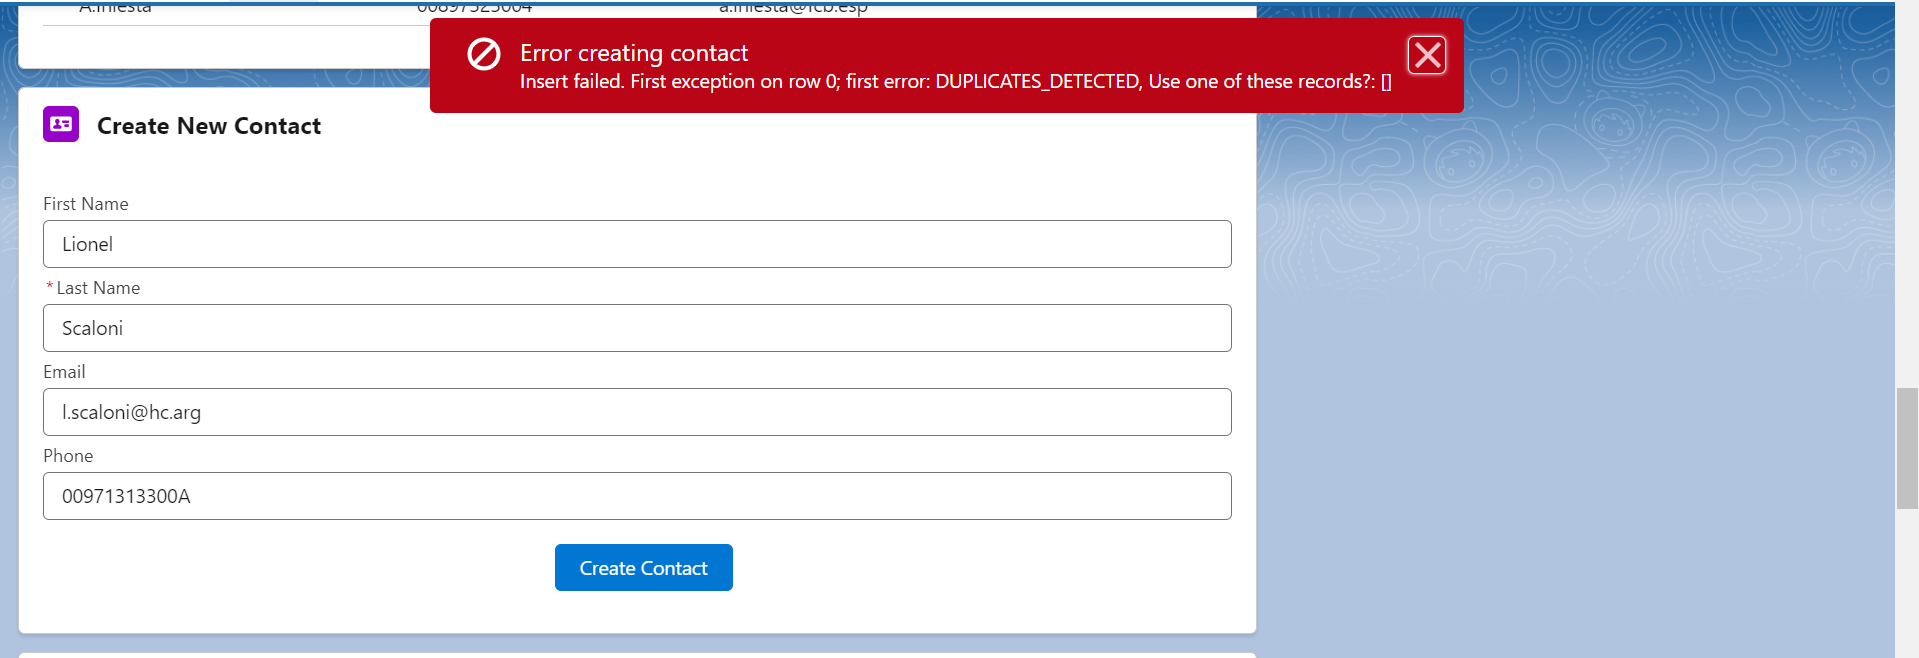 A.Iniesta 00897525004 a.iniesta@fcb.esp
Error creating contact
Insert failed. First exception on row 0; first error: DUPLICATES_DETECTED, Use one of these records?: []
Create New Contact
First Name
Lionel
*Last Name
Scaloni
Email
l.scaloni@hc.arg
Phone
00971313300A
Create Contact